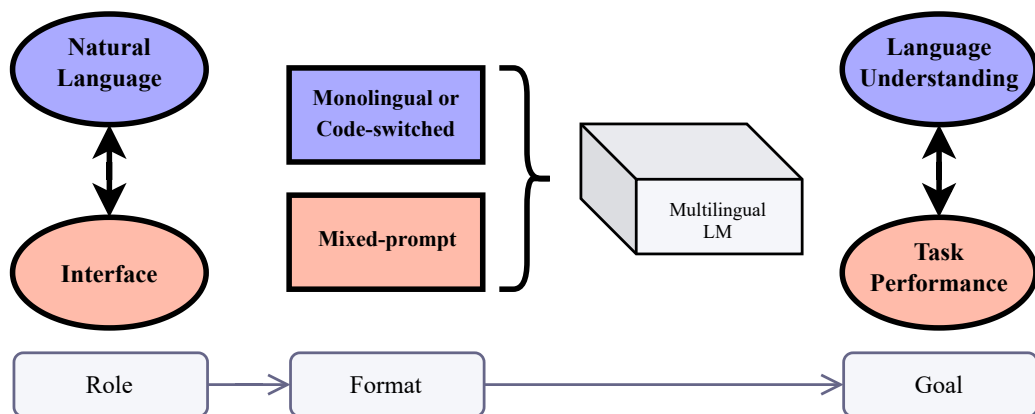 Natural
Language
Interface
Monolingual or
Code-switched
Mixed-prompt
Multilingual
LM
Language
Understanding
Task
Performance
Role
Format
Goal